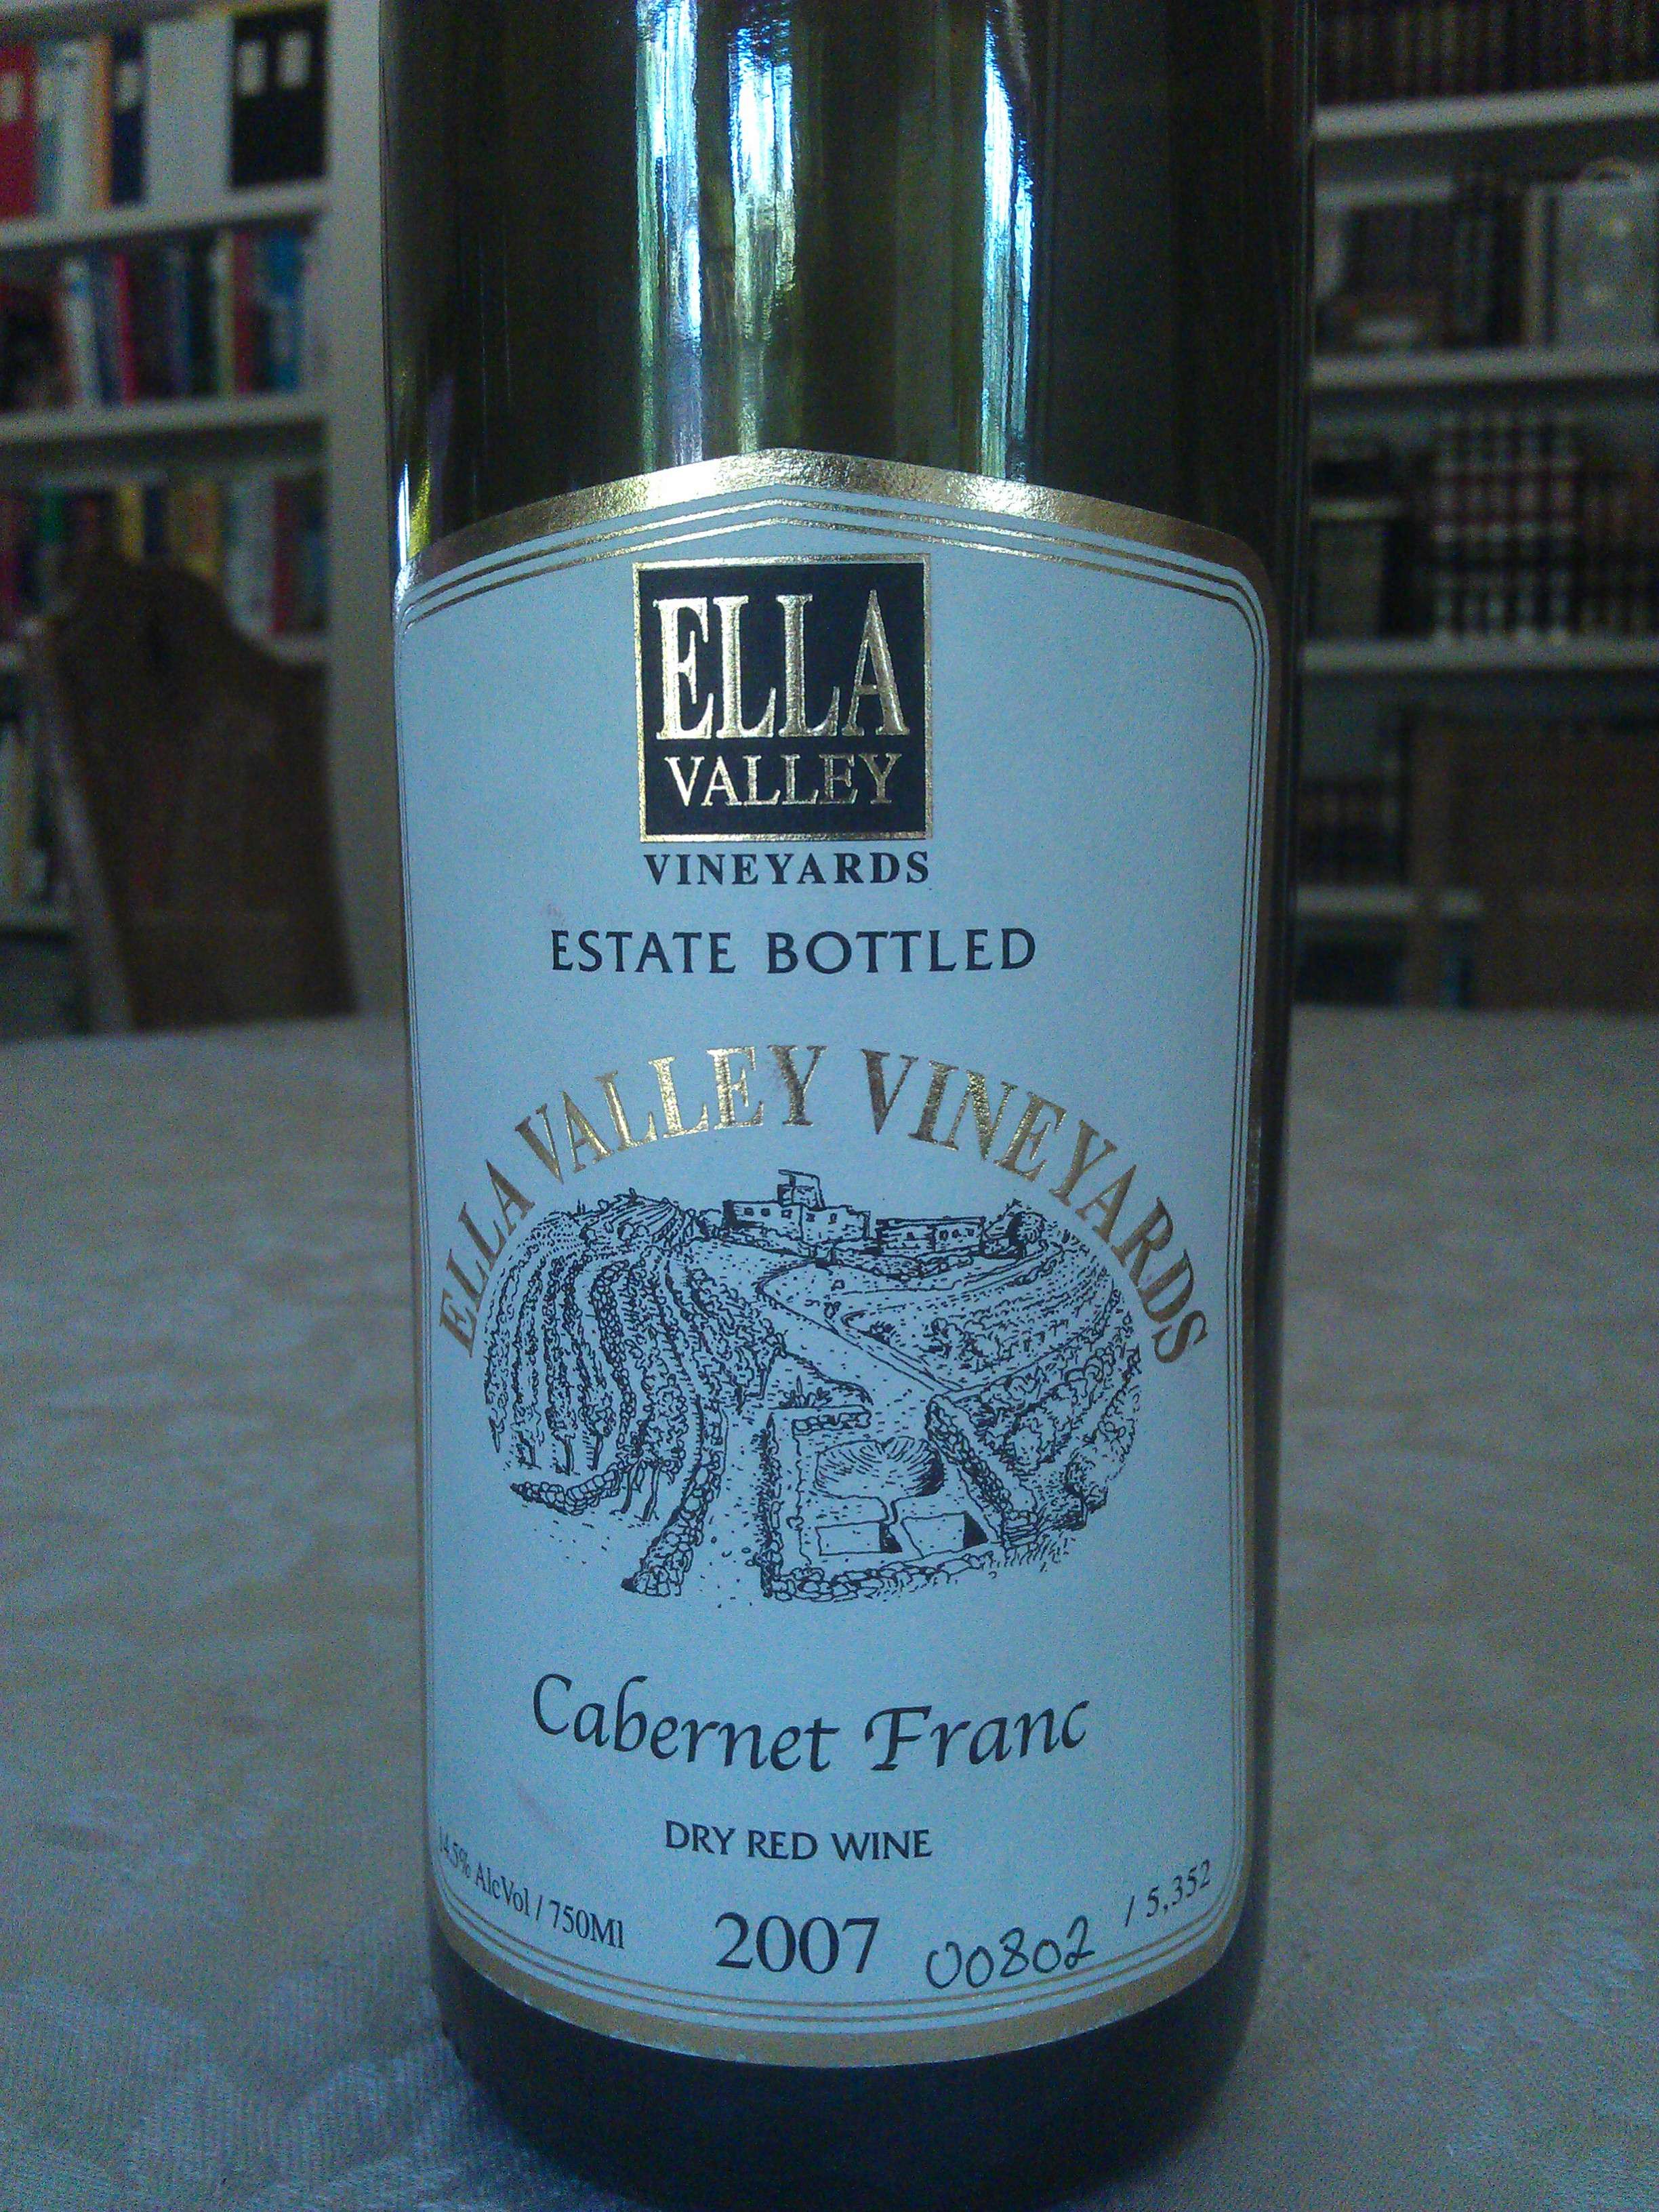 ELLA
VALLEY
VINEYARDS
ESTATE BOTTLED
ELLA VALLEY VINEYARDS
Cabernet Franc
DRY RED WINE
14.5% AlcVol / 750Ml
2007
00802 / 5,352